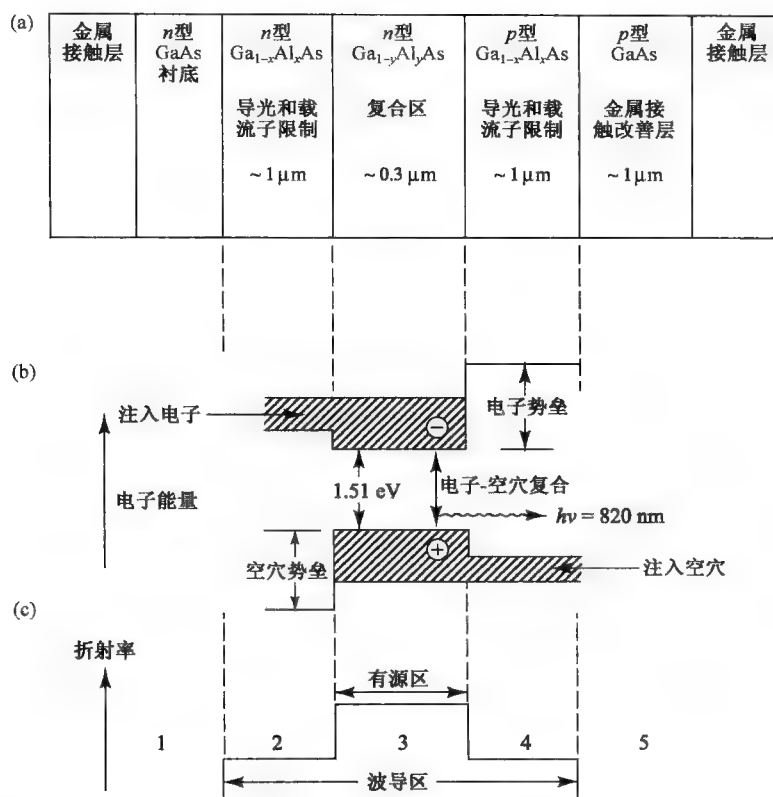 (a)
金属
接触层
n型
GaAs
衬底
n型
Ga₁₋ₓAlₓAs
导光和载
流子限制
~ 1 μm
n型
Ga₁₋ᵧAlᵧAs
复合区
~ 0.3 μm
p型
Ga₁₋ₓAlₓAs
导光和载
流子限制
~ 1 μm
p型
GaAs
金属接
触改善层
~ 1 μm
金属
接触层
(b)
注入电子
电子势垒
−
电子能量
1.51 eV
电子-空穴复合
hν = 820 nm
空穴势垒
+
注入空穴
(c)
折射率
有源区
1 2 3 4 5
波导区